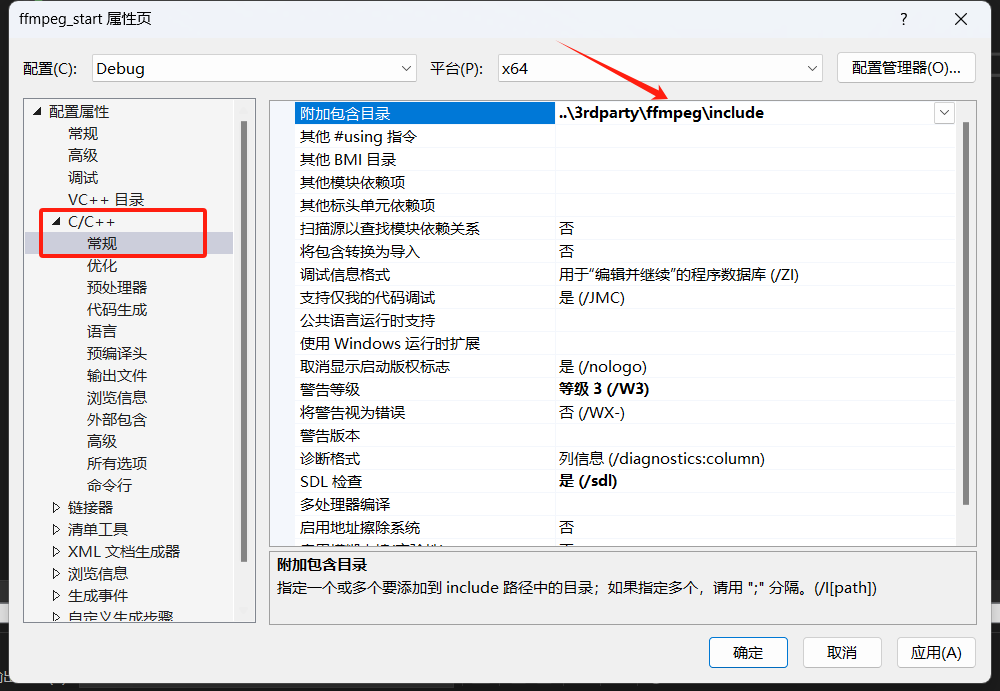 ffmpeg_start 属性页
?
配置(C): Debug 平台(P): x64 配置管理器(O)...
配置属性
常规
高级
调试
VC++ 目录
C/C++
常规
优化
预处理器
代码生成
语言
预编译头
输出文件
浏览信息
外部包含
高级
所有选项
命令行
链接器
清单工具
XML 文档生成器
浏览信息
生成事件
自定义生成步骤
附加包含目录 ..\3rdparty\ffmpeg\include
其他 #using 指令
其他 BMI 目录
其他模块依赖项
其他标头单元依赖项
扫描源以查找模块依赖关系 否
将包含转换为导入 否
调试信息格式 用于“编辑并继续”的程序数据库 (/ZI)
支持仅我的代码调试 是 (/JMC)
公共语言运行时支持
使用 Windows 运行时扩展
取消显示启动版权标志 是 (/nologo)
警告等级 等级 3 (/W3)
将警告视为错误 否 (/WX-)
警告版本
诊断格式 列信息 (/diagnostics:column)
SDL 检查 是 (/sdl)
多处理器编译
启用地址擦除系统 否
附加包含目录
指定一个或多个要添加到 include 路径中的目录；如果指定多个，请用 ";" 分隔。(/I[path])
确定 取消 应用(A)